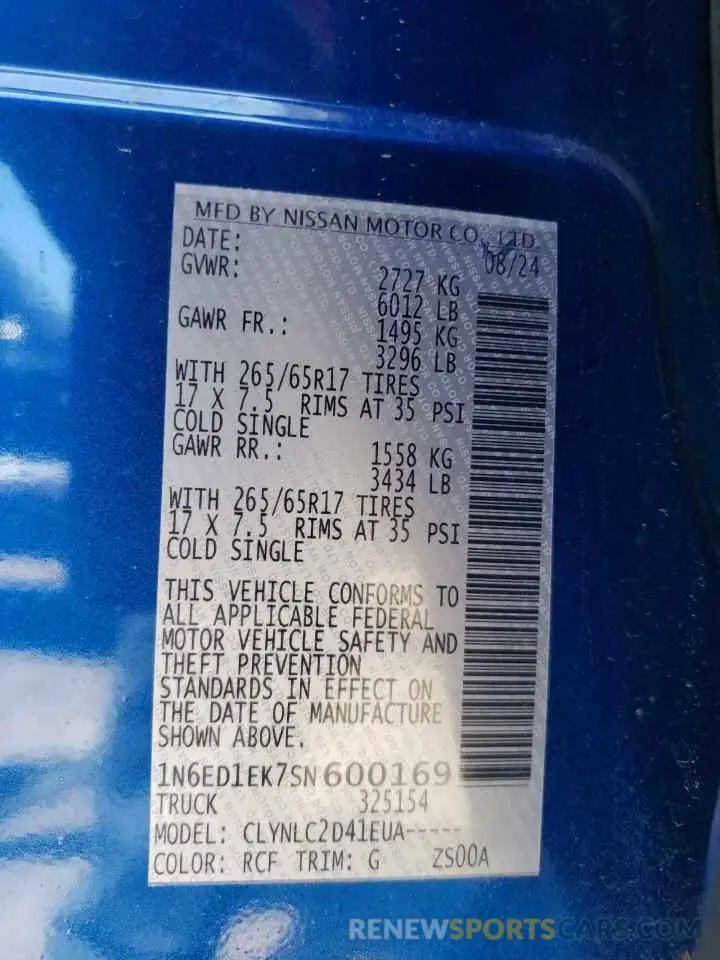 MFD BY NISSAN MOTOR CO., LTD.
DATE: 08/24
GVWR: 2727 KG
6012 LB
GAWR FR.: 1495 KG
3296 LB
WITH 265/65R17 TIRES
17 X 7.5 RIMS AT 35 PSI
COLD SINGLE
GAWR RR.: 1558 KG
3434 LB
WITH 265/65R17 TIRES
17 X 7.5 RIMS AT 35 PSI
COLD SINGLE
THIS VEHICLE CONFORMS TO
ALL APPLICABLE FEDERAL
MOTOR VEHICLE SAFETY AND
THEFT PREVENTION
STANDARDS IN EFFECT ON
THE DATE OF MANUFACTURE
SHOWN ABOVE.
1N6ED1EK7SN600169
TRUCK 325154
MODEL: CLYNLC2D41EUA-----
COLOR: RCF TRIM: G ZS00A
RENEWSPORTSCARS.COM